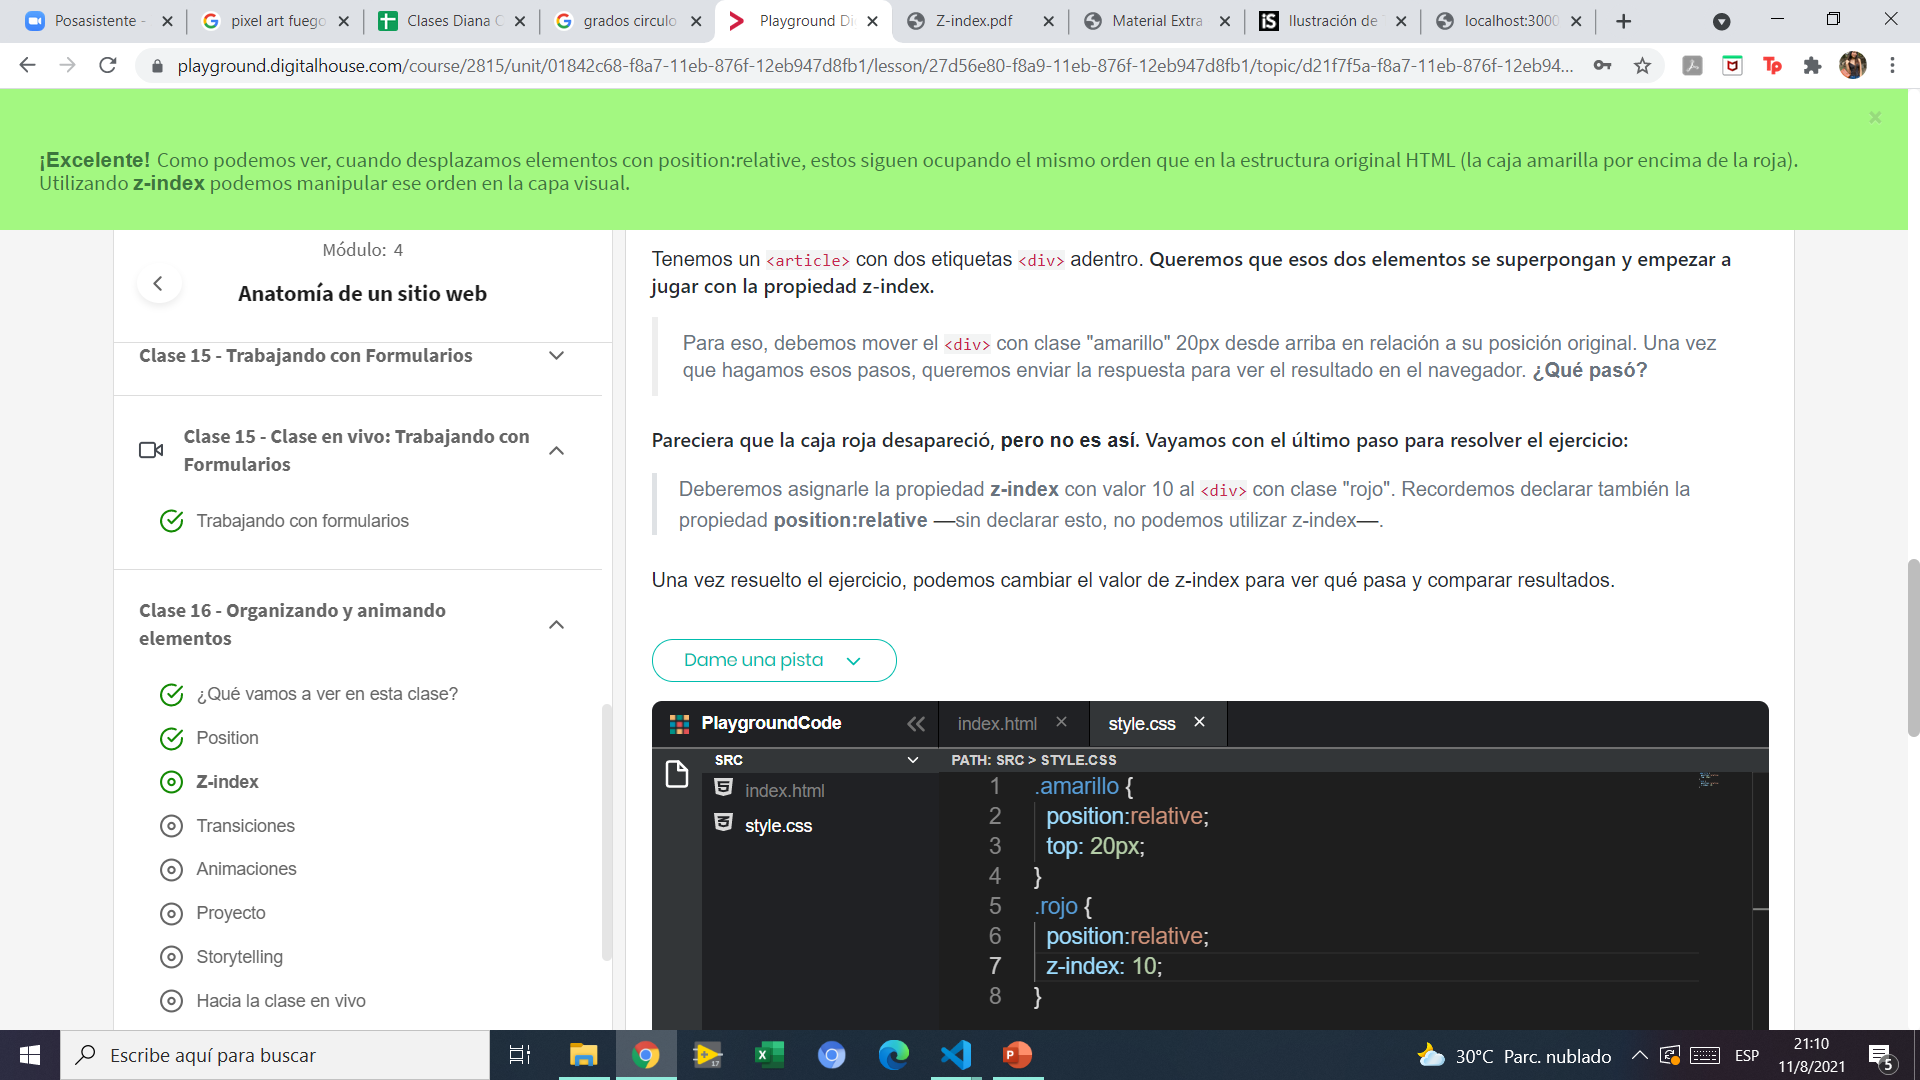 Posasistente -
pixel art fuego
Clases Diana C
grados circulo
Playground Di
Z-index.pdf
Material Extra
iS
Ilustración de
localhost:3000
playground.digitalhouse.com/course/2815/unit/01842c68-f8a7-11eb-876f-12eb947d8fb1/lesson/27d56e80-f8a9-11eb-876f-12eb947d8fb1/topic/d21f7f5a-f8a7-11eb-876f-12eb94...
Tp
¡Excelente! Como podemos ver, cuando desplazamos elementos con position:relative, estos siguen ocupando el mismo orden que en la estructura original HTML (la caja amarilla por encima de la roja).
Utilizando z-index podemos manipular ese orden en la capa visual.
Módulo: 4
Anatomía de un sitio web
Clase 15 - Trabajando con Formularios
Clase 15 - Clase en vivo: Trabajando con
Formularios
Trabajando con formularios
Clase 16 - Organizando y animando
elementos
¿Qué vamos a ver en esta clase?
Position
Z-index
Transiciones
Animaciones
Proyecto
Storytelling
Hacia la clase en vivo
Tenemos un <article> con dos etiquetas <div> adentro. Queremos que esos dos elementos se superpongan y empezar a
jugar con la propiedad z-index.
Para eso, debemos mover el <div> con clase "amarillo" 20px desde arriba en relación a su posición original. Una vez
que hagamos esos pasos, queremos enviar la respuesta para ver el resultado en el navegador. ¿Qué pasó?
Pareciera que la caja roja desapareció, pero no es así. Vayamos con el último paso para resolver el ejercicio:
Deberemos asignarle la propiedad z-index con valor 10 al <div> con clase "rojo". Recordemos declarar también la
propiedad position:relative —sin declarar esto, no podemos utilizar z-index—.
Una vez resuelto el ejercicio, podemos cambiar el valor de z-index para ver qué pasa y comparar resultados.
Dame una pista
PlaygroundCode
index.html
style.css
SRC
index.html
style.css
PATH: SRC > STYLE.CSS
1 .amarillo {
2 position:relative;
3 top: 20px;
4 }
5 .rojo {
6 position:relative;
7 z-index: 10;
8 }
Escribe aquí para buscar
30°C Parc. nublado
ESP
21:10
11/8/2021
5